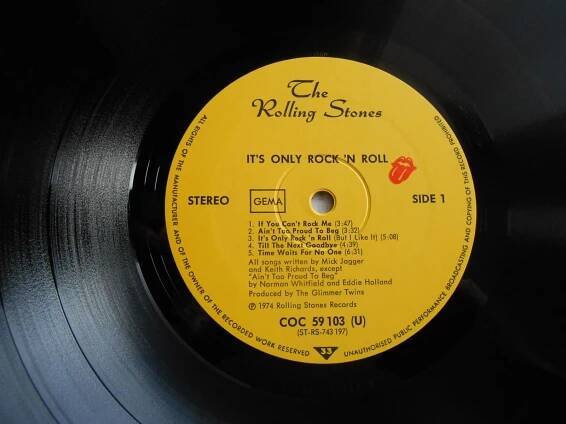 The
Rolling Stones
IT'S ONLY ROCK 'N ROLL
STEREO
GEMA
SIDE 1
1. If You Can't Rock Me (3:47)
2. Ain't Too Proud To Beg (3:32)
3. It's Only Rock 'n Roll (But I Like It) (5:08)
4. Till The Next Goodbye (4:39)
5. Time Waits For No One (6:31)
All songs written by Mick Jagger
and Keith Richards, except
"Ain't Too Proud To Beg"
by Norman Whitfield and Eddie Holland
Produced by The Glimmer Twins
℗ 1974 Rolling Stones Records
COC 59 103 (U)
(ST-RS-743 197)
33
ALL RIGHTS OF THE MANUFACTURER AND OF THE OWNER OF THE RECORDED WORK RESERVED
UNAUTHORISED PUBLIC PERFORMANCE BROADCASTING AND COPYING OF THIS RECORD PROHIBITED